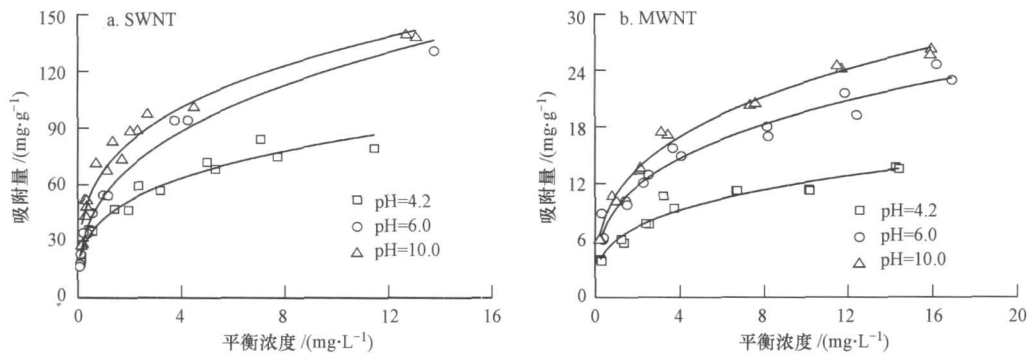 a. SWNT
吸附量 /(mg·g⁻¹)
150
120
90
60
30
0
pH=4.2
pH=6.0
pH=10.0
0 4 8 12 16
平衡浓度 /(mg·L⁻¹)
b. MWNT
吸附量 /(mg·g⁻¹)
30
24
18
12
6
0
pH=4.2
pH=6.0
pH=10.0
0 4 8 12 16 20
平衡浓度 /(mg·L⁻¹)